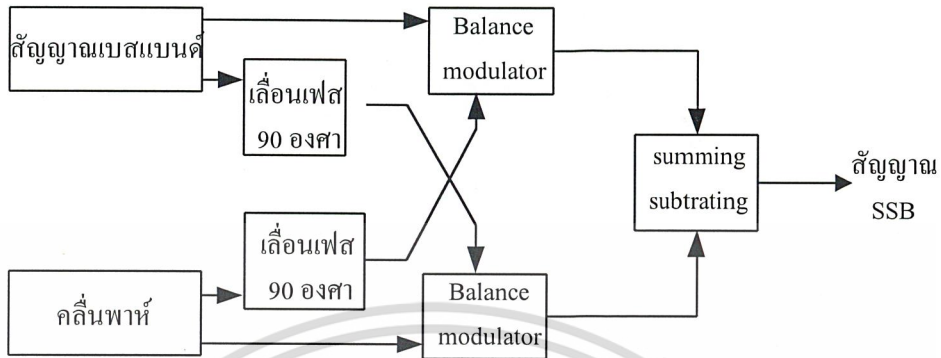 สัญญาณเบสแบนด์
เลื่อนเฟส
90 องศา
Balance
modulator
summing
subtrating
สัญญาณ
SSB
เลื่อนเฟส
90 องศา
คลื่นพาห์
Balance
modulator